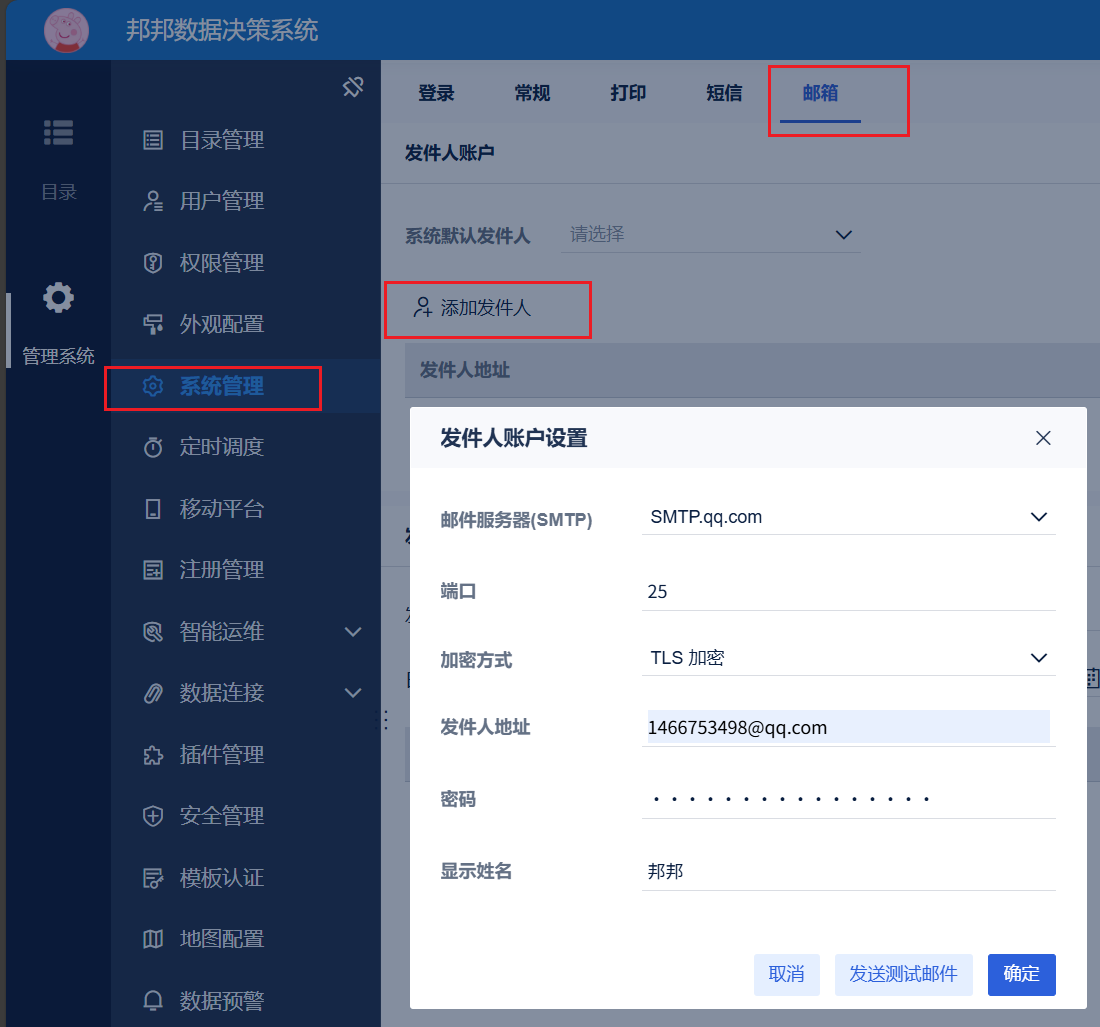 邦邦数据决策系统
目录
管理系统
目录管理
用户管理
权限管理
外观配置
系统管理
定时调度
移动平台
注册管理
智能运维
数据连接
插件管理
安全管理
模板认证
地图配置
数据预警
登录 常规 打印 短信 邮箱
发件人账户
系统默认发件人 请选择
添加发件人
发件人地址
发件人账户设置
邮件服务器(SMTP) SMTP.qq.com
端口 25
加密方式 TLS 加密
发件人地址 1466753498@qq.com
密码 ················
显示姓名 邦邦
取消 发送测试邮件 确定